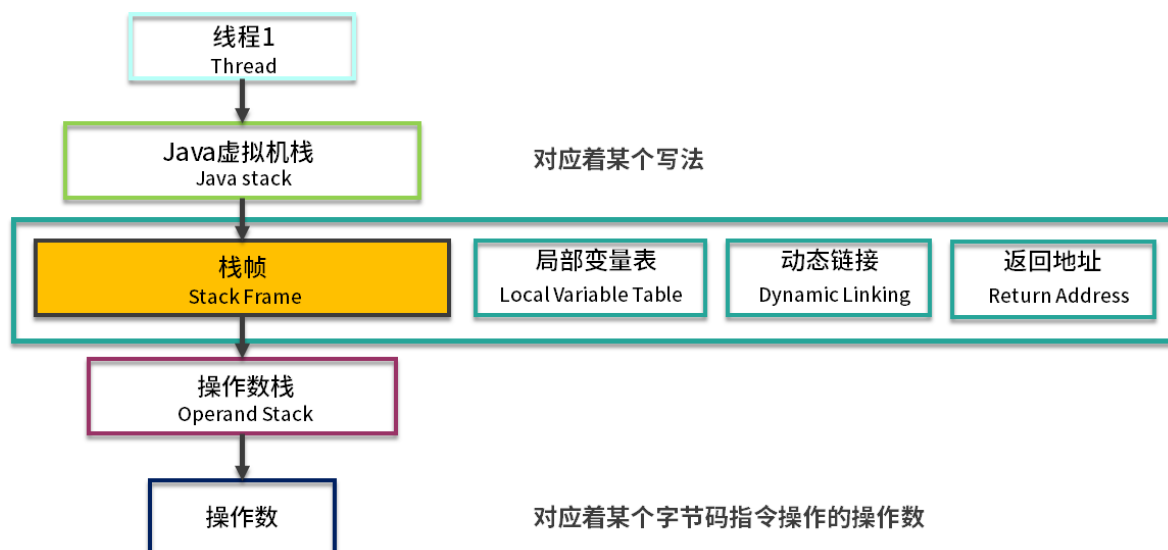 线程1
Thread
Java虚拟机栈
Java stack
对应着某个写法
栈帧
Stack Frame
局部变量表
Local Variable Table
动态链接
Dynamic Linking
返回地址
Return Address
操作数栈
Operand Stack
操作数
对应着某个字节码指令操作的操作数